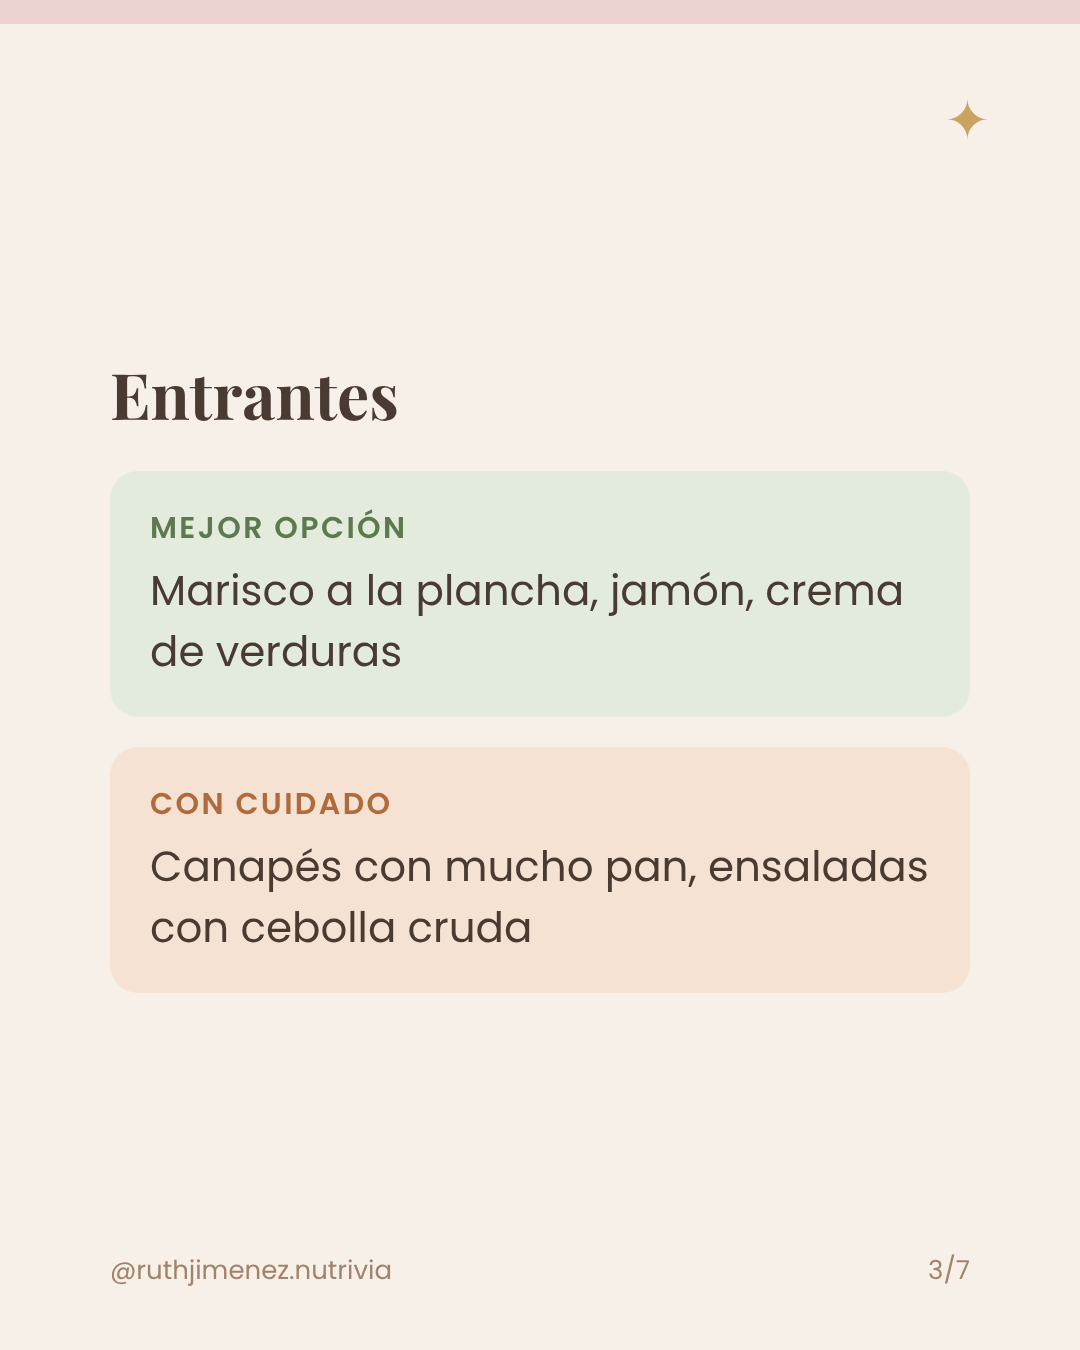 Entrantes
MEJOR OPCIÓN
Marisco a la plancha, jamón, crema
de verduras
CON CUIDADO
Canapés con mucho pan, ensaladas
con cebolla cruda
@ruthjimenez.nutrivia
3/7